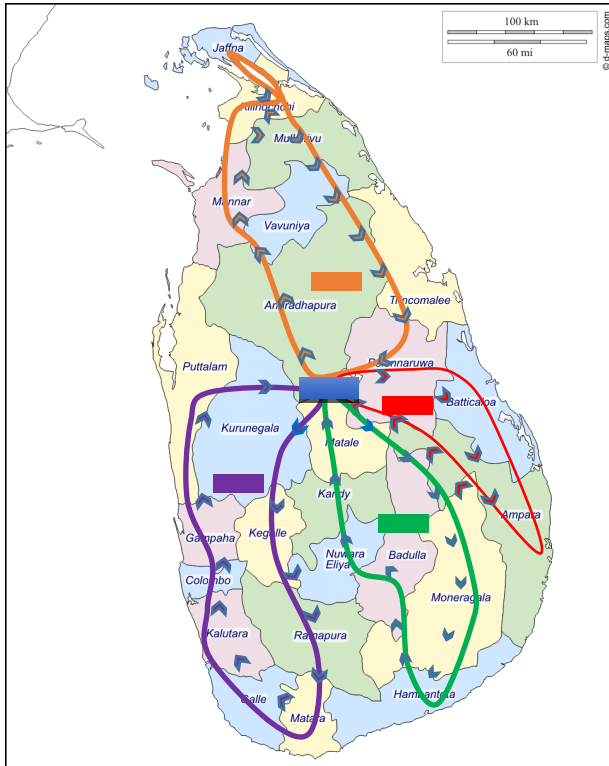 100 km
60 mi
© d-maps.com
Jaffna
Kilinochchi
Mullaitivu
Mannar
Vavuniya
Anuradhapura
Trincomalee
Puttalam
Polonnaruwa
Kurunegala
Batticaloa
Matale
Kandy
Ampara
Gampaha
Kegalle
Nuwara
Eliya
Badulla
Colombo
Moneragala
Kalutara
Ratnapura
Galle
Matara
Hambantota